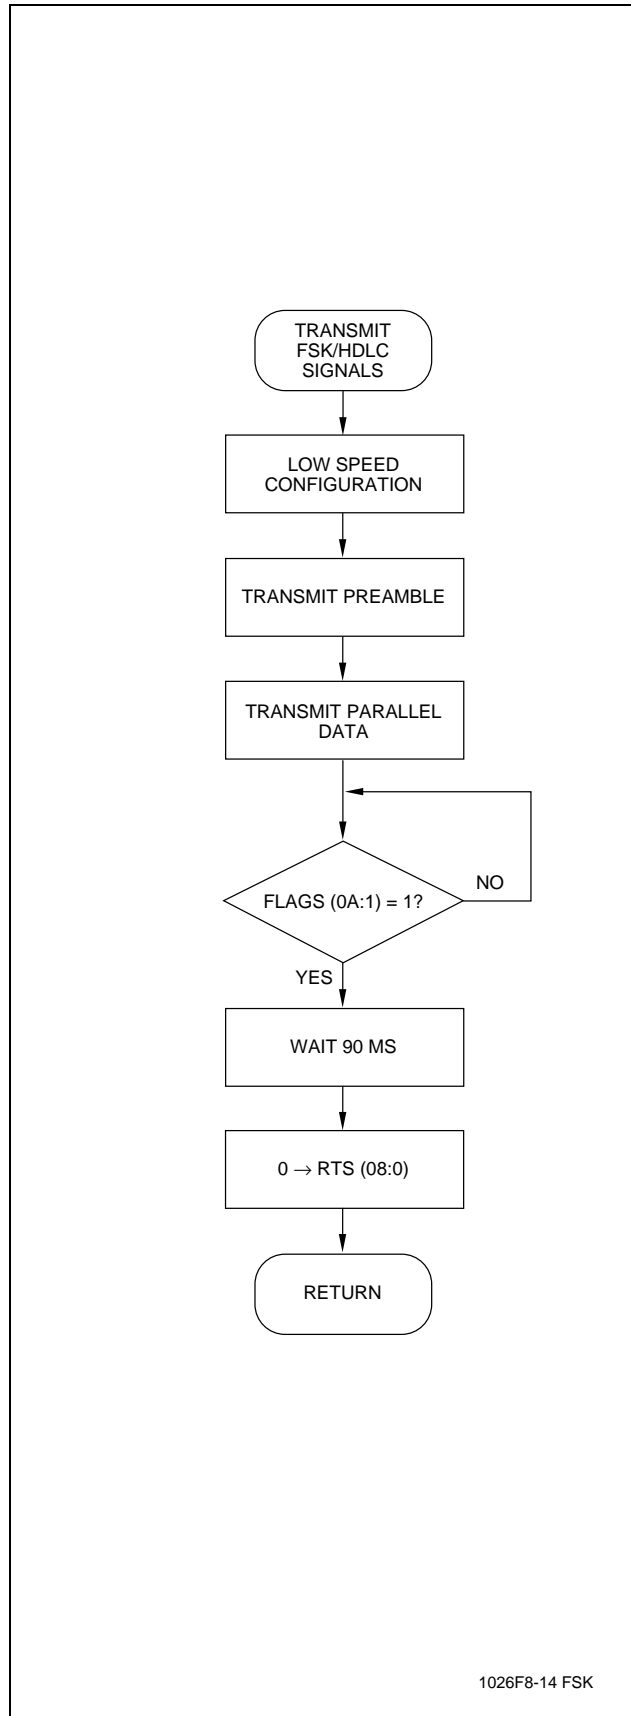 TRANSMIT
FSK/HDLC
SIGNALS
LOW SPEED
CONFIGURATION
TRANSMIT PREAMBLE
TRANSMIT PARALLEL
DATA
FLAGS (0A:1) = 1?
NO
YES
WAIT 90 MS
0 → RTS (08:0)
RETURN
1026F8-14 FSK